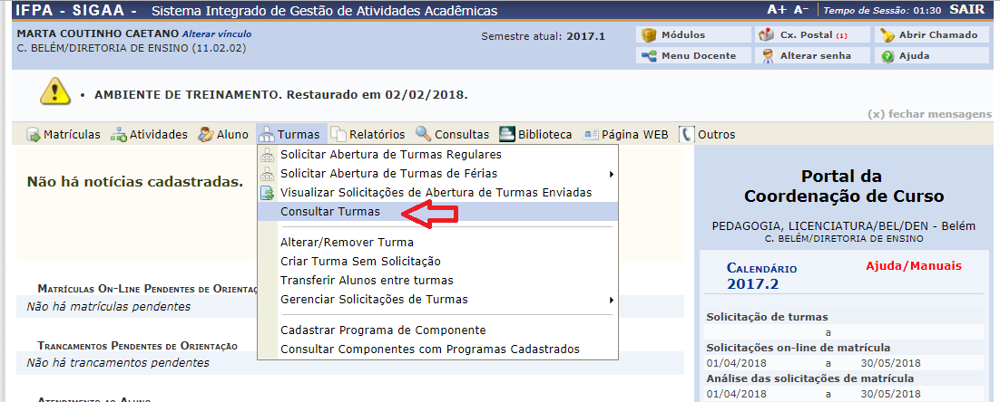 IFPA - SIGAA - Sistema Integrado de Gestão de Atividades Acadêmicas
A+ A- Tempo de Sessão: 01:30 SAIR
MARTA COUTINHO CAETANO Alterar vínculo
C. BELÉM/DIRETORIA DE ENSINO (11.02.02)
Semestre atual: 2017.1
Módulos
Cx. Postal (1)
Abrir Chamado
Menu Docente
Alterar senha
Ajuda
• AMBIENTE DE TREINAMENTO. Restaurado em 02/02/2018.
(x) fechar mensagens
Matrículas Atividades Aluno Turmas Relatórios Consultas Biblioteca Página WEB Outros
Não há notícias cadastradas.
Solicitar Abertura de Turmas Regulares
Solicitar Abertura de Turmas de Férias
Visualizar Solicitações de Abertura de Turmas Enviadas
Consultar Turmas
Alterar/Remover Turma
Criar Turma Sem Solicitação
Transferir Alunos entre turmas
Gerenciar Solicitações de Turmas
Cadastrar Programa de Componente
Consultar Componentes com Programas Cadastrados
Matrículas On-Line Pendentes de Orientaç
Não há matrículas pendentes
Trancamentos Pendentes de Orientação
Não há trancamentos pendentes
Atendimento ao Aluno
Portal da
Coordenação de Curso
PEDAGOGIA, LICENCIATURA/BEL/DEN - Belém
C. BELÉM/DIRETORIA DE ENSINO
Calendário
2017.2
Ajuda/Manuais
Solicitação de turmas
a
Solicitações on-line de matrícula
01/04/2018 a 30/05/2018
Análise das solicitações de matrícula
01/04/2018 a 30/05/2018